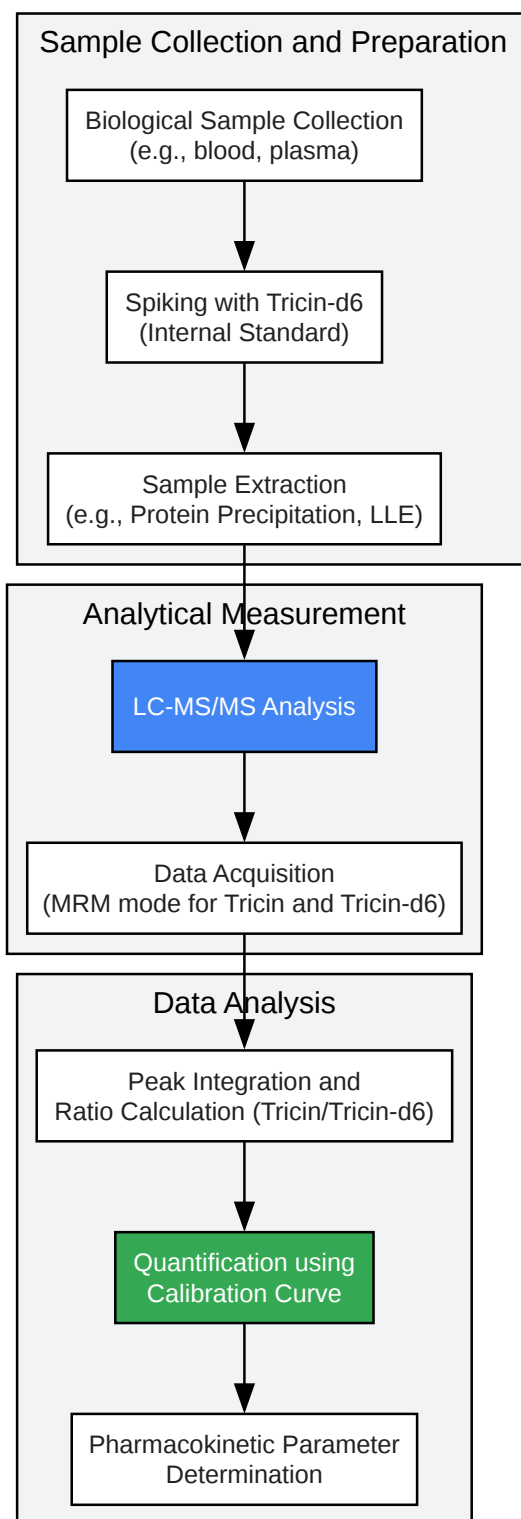 Sample Collection and Preparation
Biological Sample Collection
(e.g., blood, plasma)
Spiking with Tricin-d6
(Internal Standard)
Sample Extraction
(e.g., Protein Precipitation, LLE)
Analytical Measurement
LC-MS/MS Analysis
Data Acquisition
(MRM mode for Tricin and Tricin-d6)
Data Analysis
Peak Integration and
Ratio Calculation (Tricin/Tricin-d6)
Quantification using
Calibration Curve
Pharmacokinetic Parameter
Determination